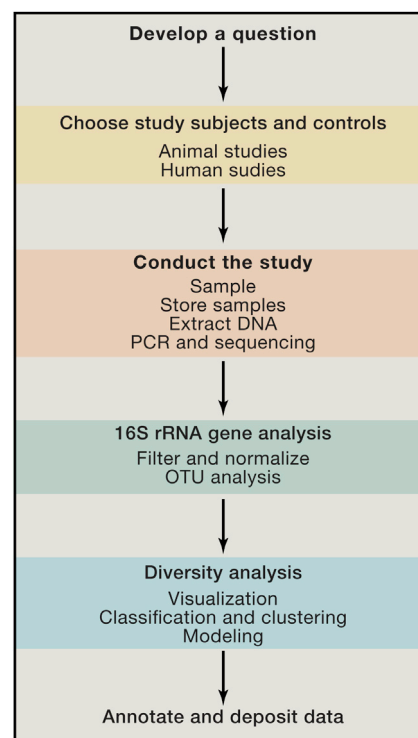 Develop a question
Choose study subjects and controls
Animal studies
Human sudies
Conduct the study
Sample
Store samples
Extract DNA
PCR and sequencing
16S rRNA gene analysis
Filter and normalize
OTU analysis
Diversity analysis
Visualization
Classification and clustering
Modeling
Annotate and deposit data